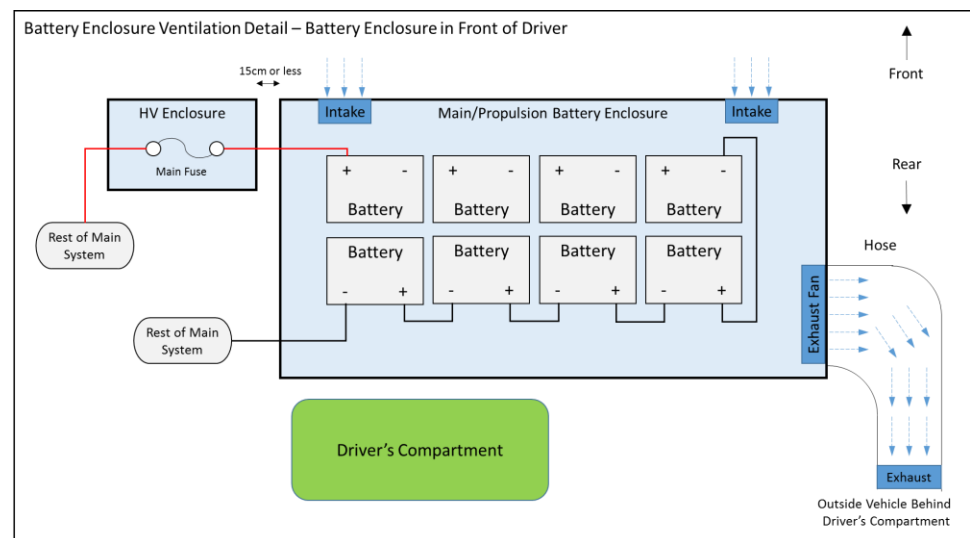 Battery Enclosure Ventilation Detail – Battery Enclosure in Front of Driver
Front
15cm or less
HV Enclosure
Main Fuse
Intake
Main/Propulsion Battery Enclosure
Intake
Rear
+ -
Battery
+ -
Battery
+ -
Battery
+ -
Battery
Rest of Main
System
Battery
- +
Battery
- +
Battery
- +
Battery
- +
Hose
Exhaust Fan
Rest of Main
System
Driver’s Compartment
Exhaust
Outside Vehicle Behind
Driver’s Compartment